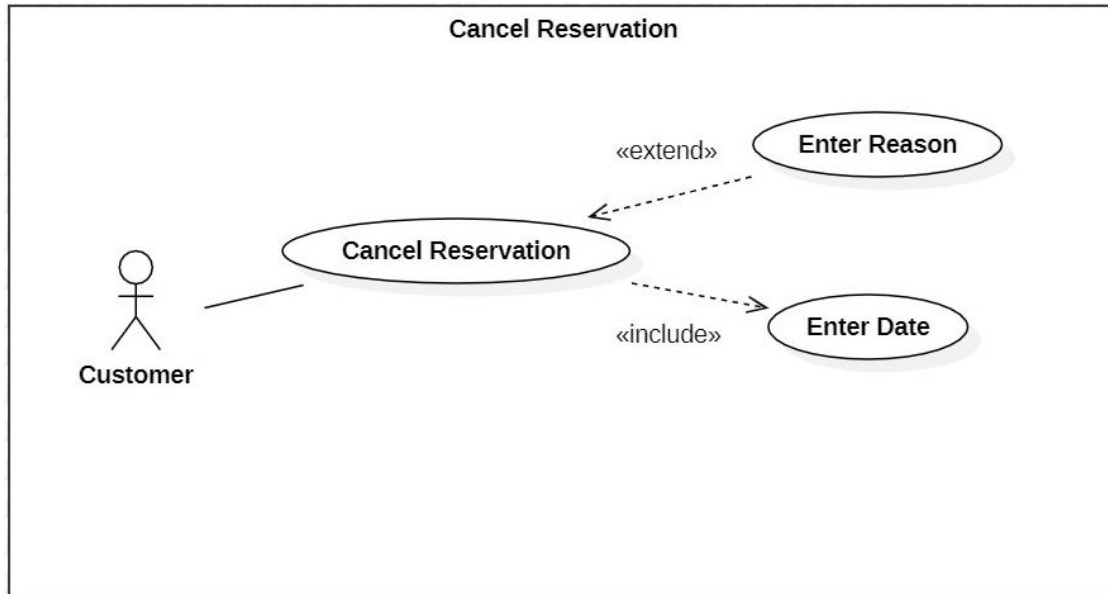 Cancel Reservation
Enter Reason
«extend»
Cancel Reservation
Enter Date
«include»
Customer